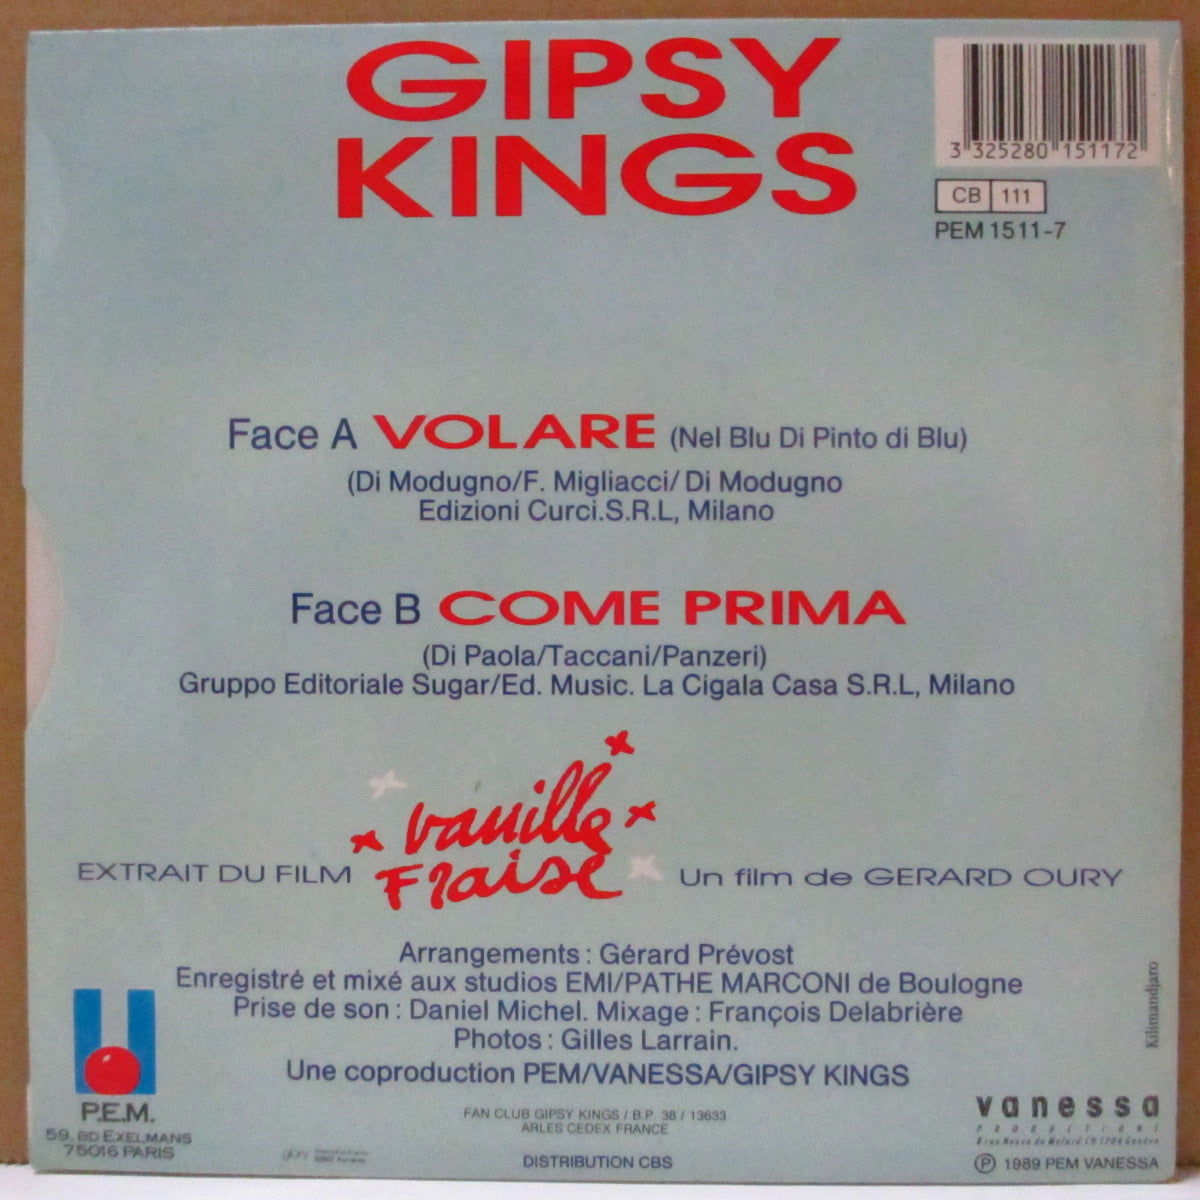 GIPSY
KINGS
3 325280 151172
CB 111
PEM 1511-7
Face A VOLARE (Nel Blu Di Pinto di Blu)
(Di Modugno/F. Migliacci/ Di Modugno
Edizioni Curci.S.R.L, Milano
Face B COME PRIMA
(Di Paola/Taccani/Panzeri)
Gruppo Editoriale Sugar/Ed. Music. La Cigala Casa S.R.L, Milano
EXTRAIT DU FILM vanille Fraise Un film de GERARD OURY
Arrangements : Gérard Prévost
Enregistré et mixé aux studios EMI/PATHE MARCONI de Boulogne
Prise de son : Daniel Michel. Mixage : François Delabrière
Photos : Gilles Larrain.
Une coproduction PEM/VANESSA/GIPSY KINGS
Kilimandjaro
P.E.M.
59, BD EXELMANS
75016 PARIS
FAN CLUB GIPSY KINGS / B.P. 38 / 13633
ARLES CEDEX FRANCE
DISTRIBUTION CBS
vanessa
PRODUCTIONS
℗ 1989 PEM VANESSA